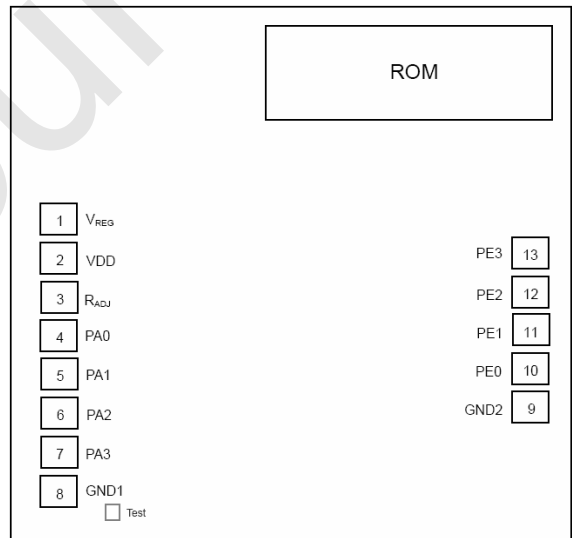 ROM
1 VREG
2 VDD
3 RADJ
4 PA0
5 PA1
6 PA2
7 PA3
8 GND1
Test
PE3 13
PE2 12
PE1 11
PE0 10
GND2 9